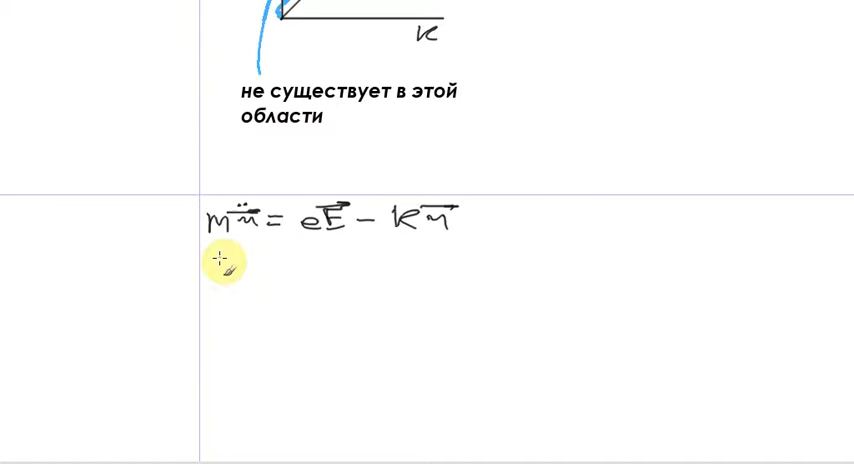 K
не существует в этой
области
mü⃗ = eE⃗ - Ku⃗